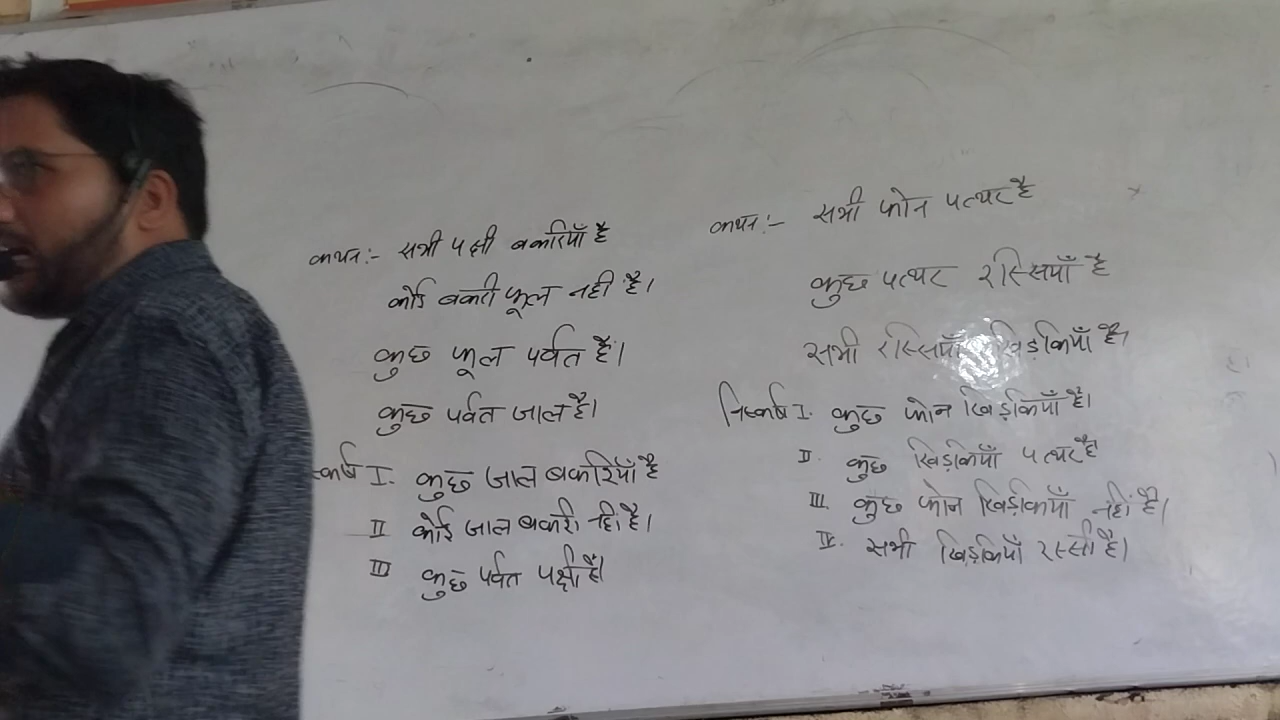 कथन:- सभी पक्षी बकरियाँ है
कोई बकरी फूल नही है।
कुछ फूल पर्वत हैं।
कुछ पर्वत जाल है।
I. कुछ जाल बकरियाँ है
II कोई जाल बकरी नहीं है।
III कुछ पर्वत पक्षी हैं।
कथन:- सभी फोन पत्थर है
कुछ पत्थर रस्सियाँ है
सभी रस्सियाँ खिड़कियाँ है।
निष्कर्ष I. कुछ फोन खिड़कियाँ है।
II. कुछ खिड़कियाँ पत्थर है।
III. कुछ फोन खिड़कियाँ नहीं है।
IV. सभी खिड़कियाँ रस्सी है।